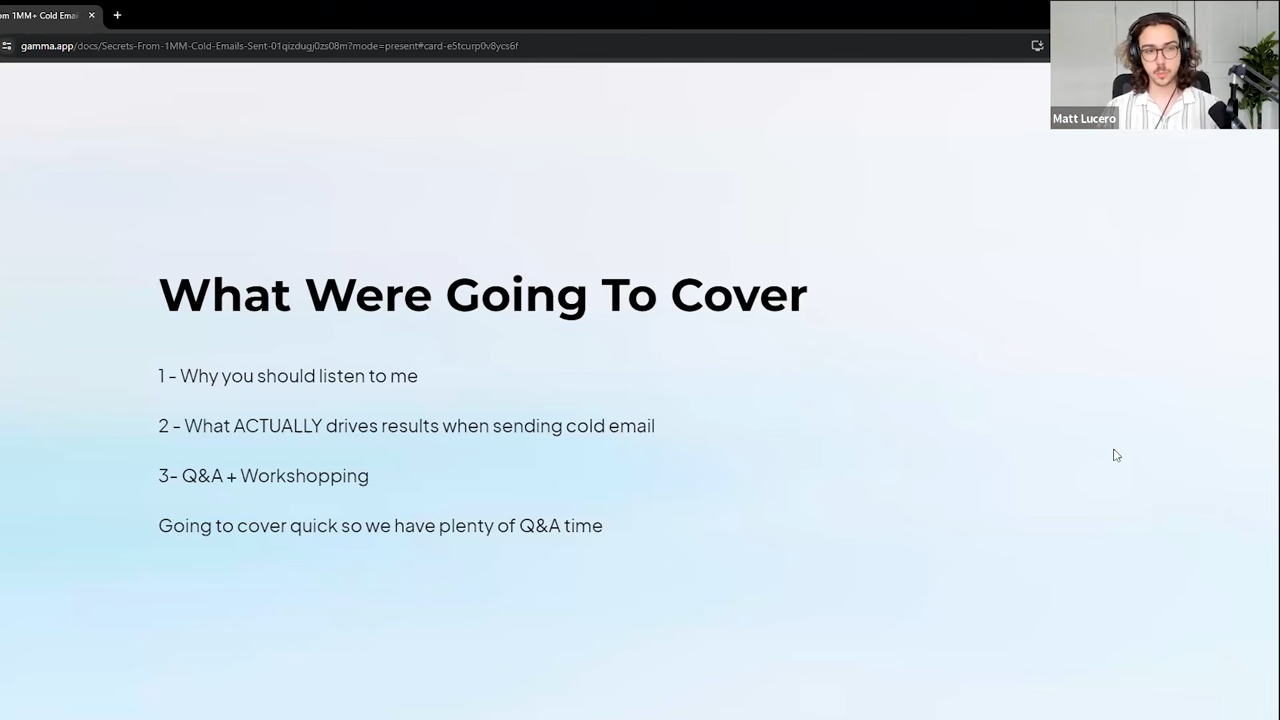 om 1MM+ Cold Emai
gamma.app/docs/Secrets-From-1MM-Cold-Emails-Sent-01qizdugj0zs08m?mode=present#card-e5tcurp0v8ycs6f
Matt Lucero
What Were Going To Cover
1 - Why you should listen to me
2 - What ACTUALLY drives results when sending cold email
3- Q&A + Workshopping
Going to cover quick so we have plenty of Q&A time